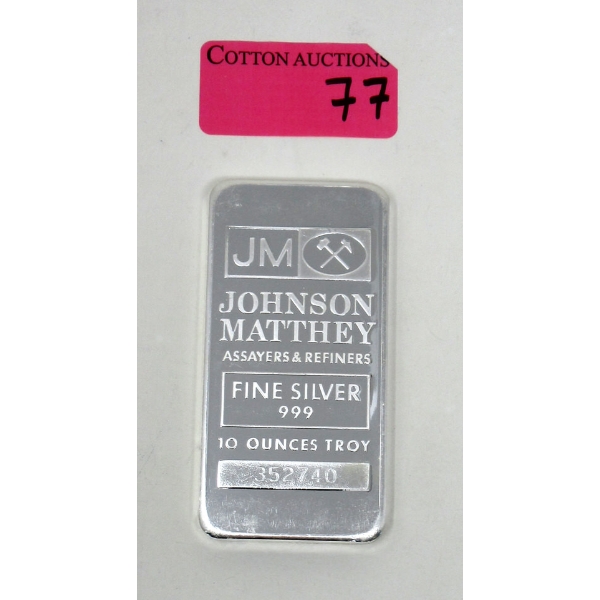 COTTON AUCTIONS
77
JM
JOHNSON
MATTHEY
ASSAYERS & REFINERS
FINE SILVER
999
10 OUNCES TROY
352740